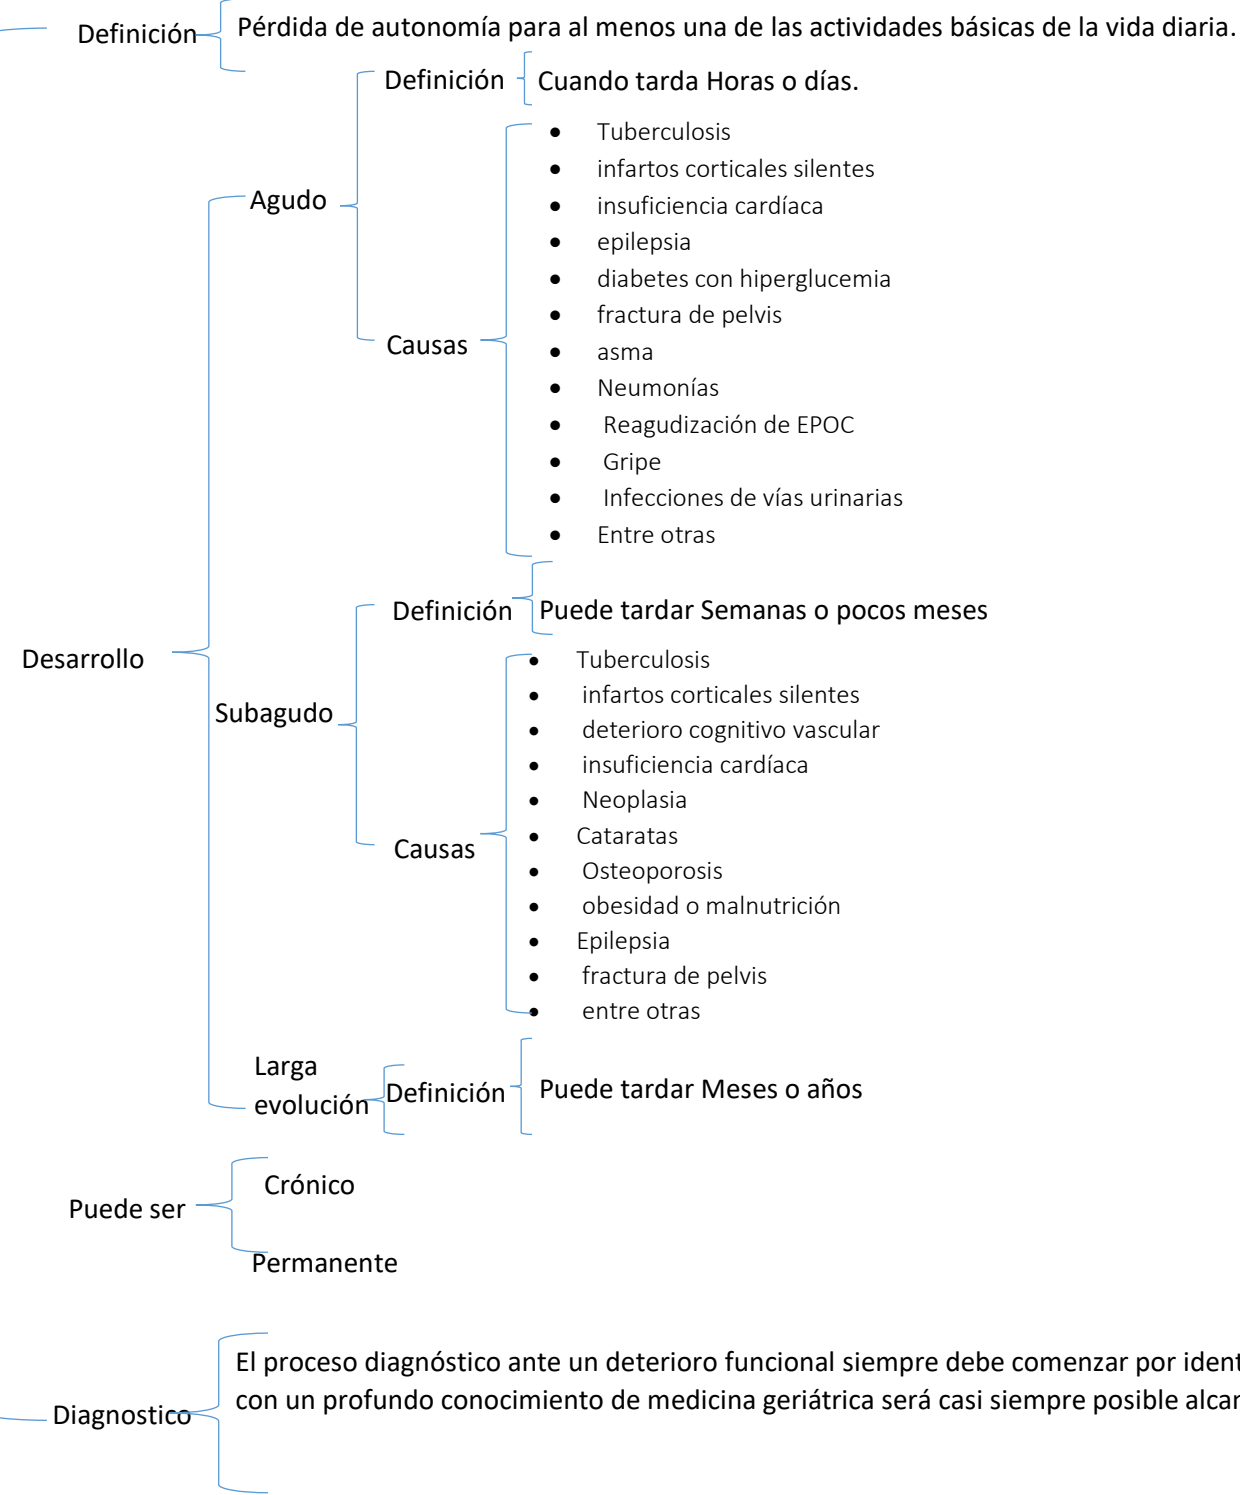 Definición
Pérdida de autonomía para al menos una de las actividades básicas de la vida diaria.
Desarrollo
Agudo
Definición
Cuando tarda Horas o días.
Causas
• Tuberculosis
• infartos corticales silentes
• insuficiencia cardíaca
• epilepsia
• diabetes con hiperglucemia
• fractura de pelvis
• asma
• Neumonías
• Reagudización de EPOC
• Gripe
• Infecciones de vías urinarias
• Entre otras
Subagudo
Definición
Puede tardar Semanas o pocos meses
Causas
• Tuberculosis
• infartos corticales silentes
• deterioro cognitivo vascular
• insuficiencia cardíaca
• Neoplasia
• Cataratas
• Osteoporosis
• obesidad o malnutrición
• Epilepsia
• fractura de pelvis
• entre otras
Larga
evolución
Definición
Puede tardar Meses o años
Puede ser
Crónico
Permanente
Diagnostico
El proceso diagnóstico ante un deterioro funcional siempre debe comenzar por
con un profundo conocimiento de medicina geriátrica será casi siempre posible